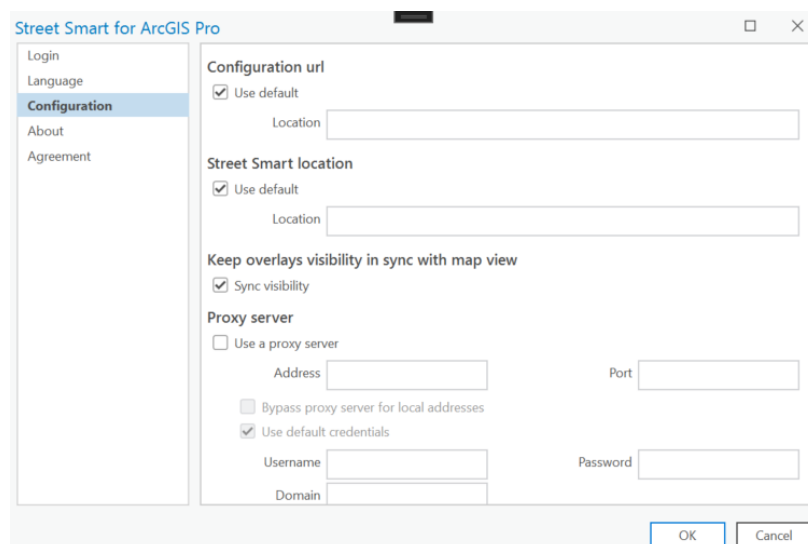 Street Smart for ArcGIS Pro
Login
Language
Configuration
About
Agreement
Configuration url
Use default
Location
Street Smart location
Use default
Location
Keep overlays visibility in sync with map view
Sync visibility
Proxy server
Use a proxy server
Address Port
Bypass proxy server for local addresses
Use default credentials
Username Password
Domain
OK Cancel